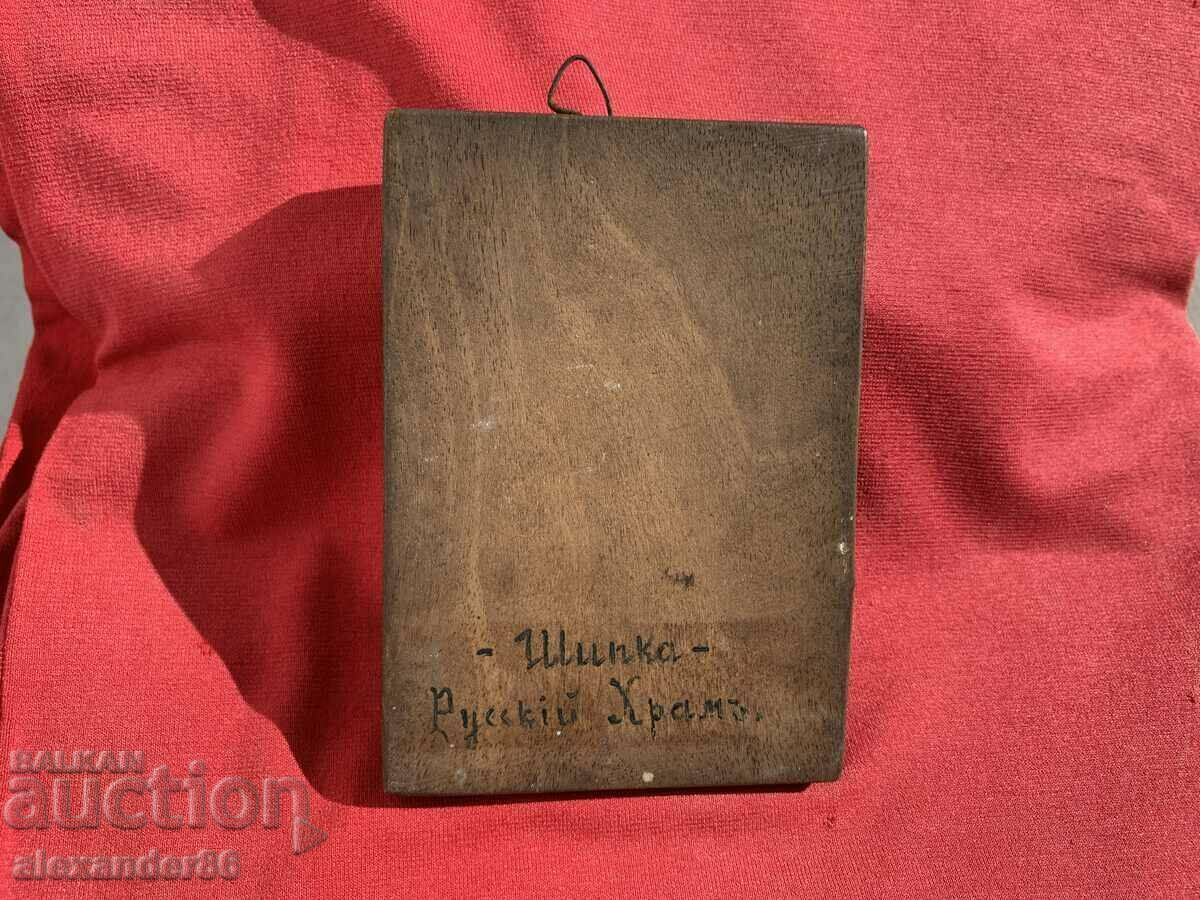 - Шипка -
Русскiй Храмъ.
BALKAN
auction
alexander86